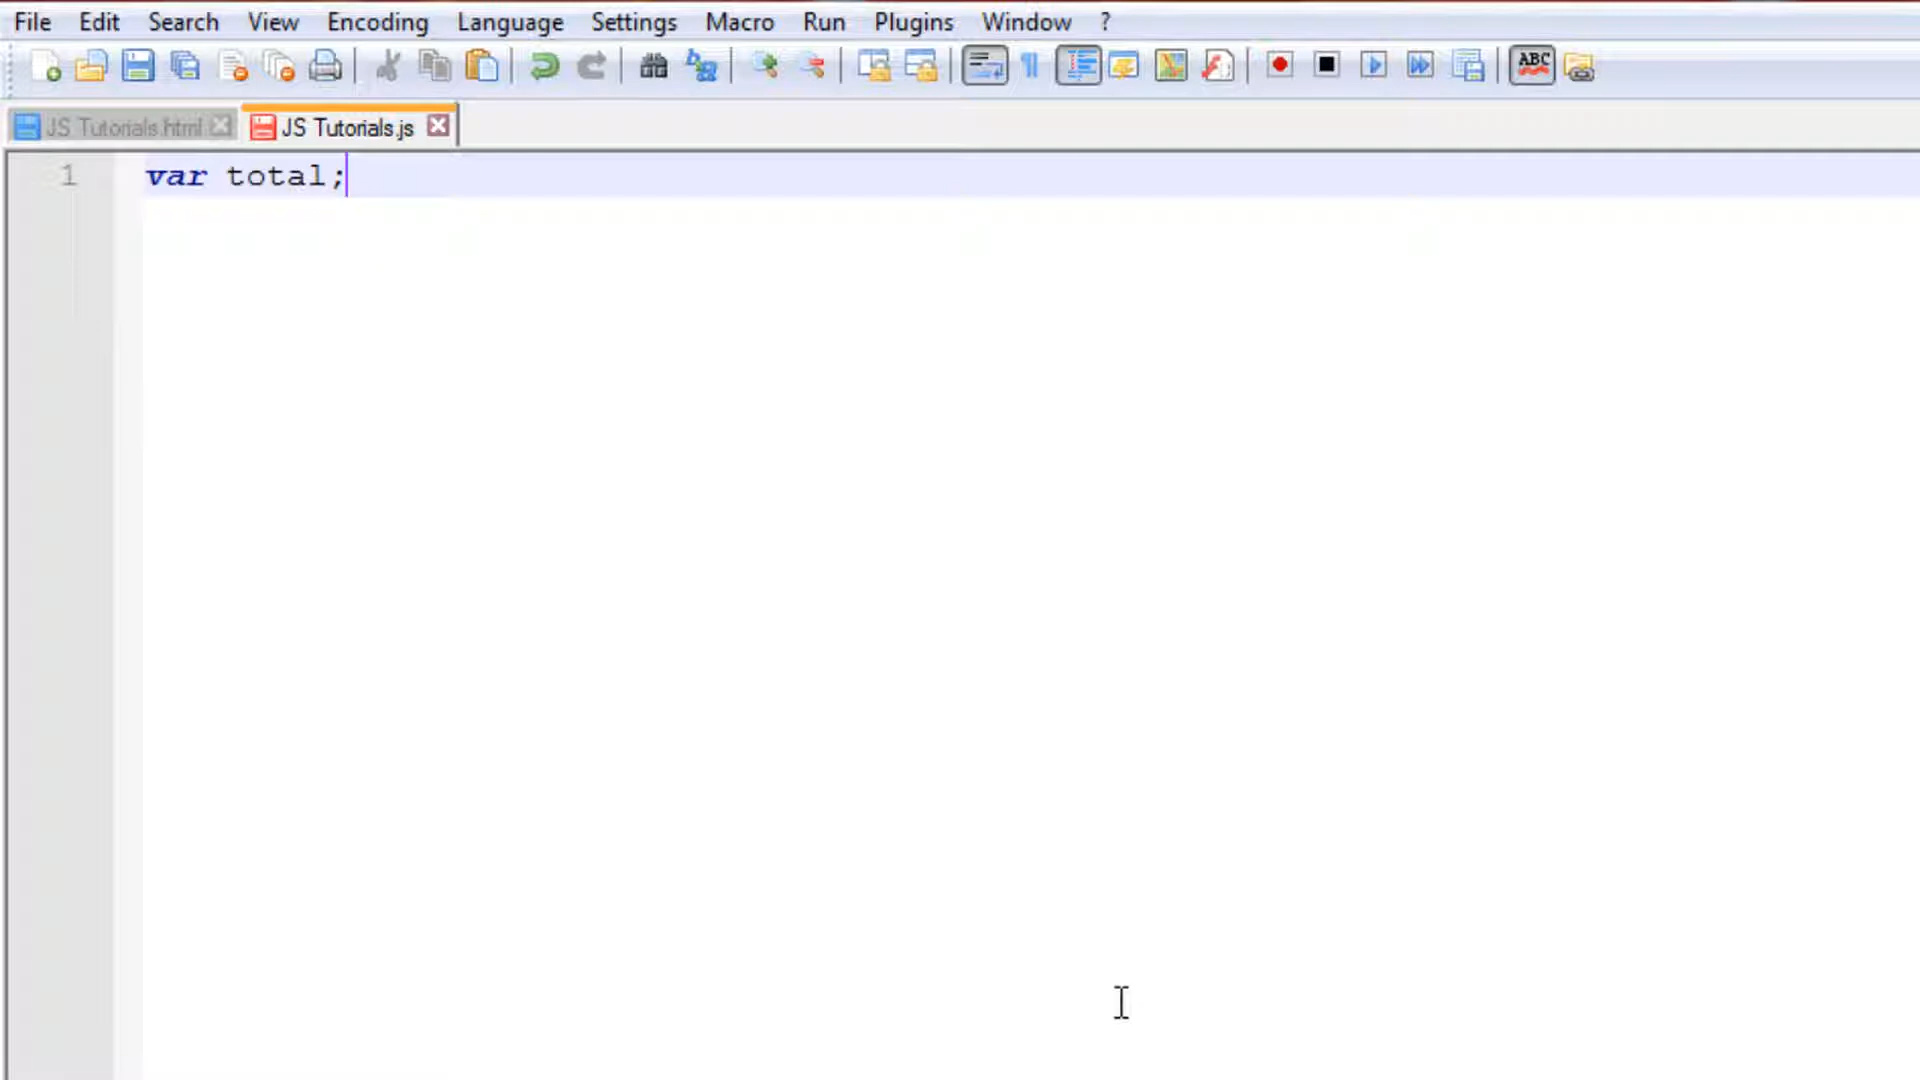 File Edit Search View Encoding Language Settings Macro Run Plugins Window ?
ABC
JS Tutorials.html JS Tutorials.js
1 var total;